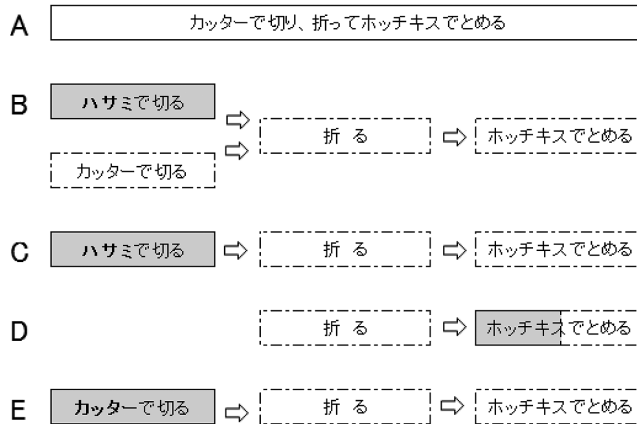 A カッターで切り、折ってホッチキスでとめる
B ハサミで切る
折る ホッチキスでとめる
カッターで切る
C ハサミで切る 折る ホッチキスでとめる
D 折る ホッチキスでとめる
E カッターで切る 折る ホッチキスでとめる